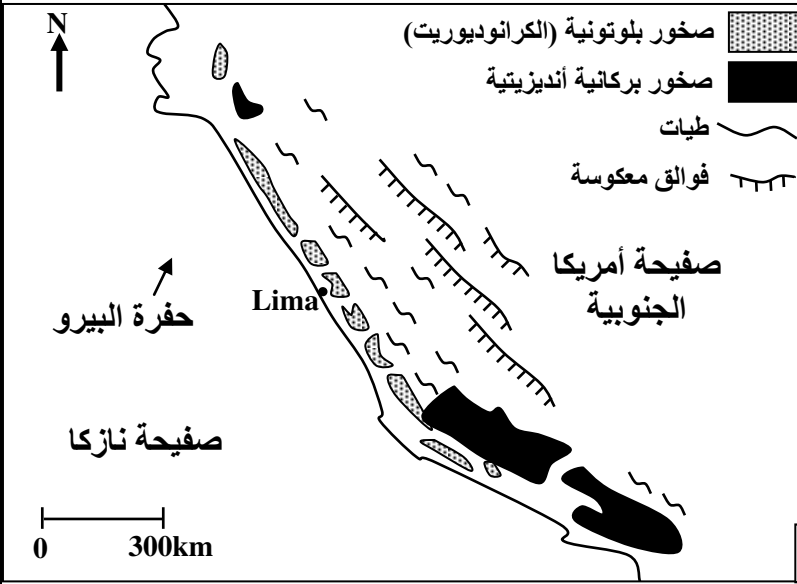 N
صخور بلوتونية (الكرانوديوريت)
صخور بركانية أنديزيتية
طيات
فوالق معكوسة
صفيحة أمريكا
الجنوبية
Lima
حفرة البيرو
صفيحة نازكا
0 300km